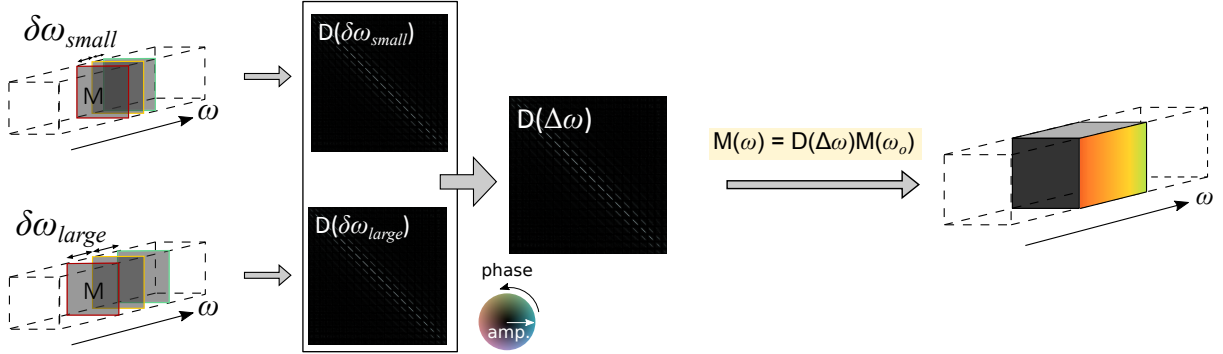 δω_small
M
ω
D(δω_small)
δω_large
M
ω
D(δω_large)
D(Δω)
phase
amp.
M(ω) = D(Δω)M(ω_o)
ω